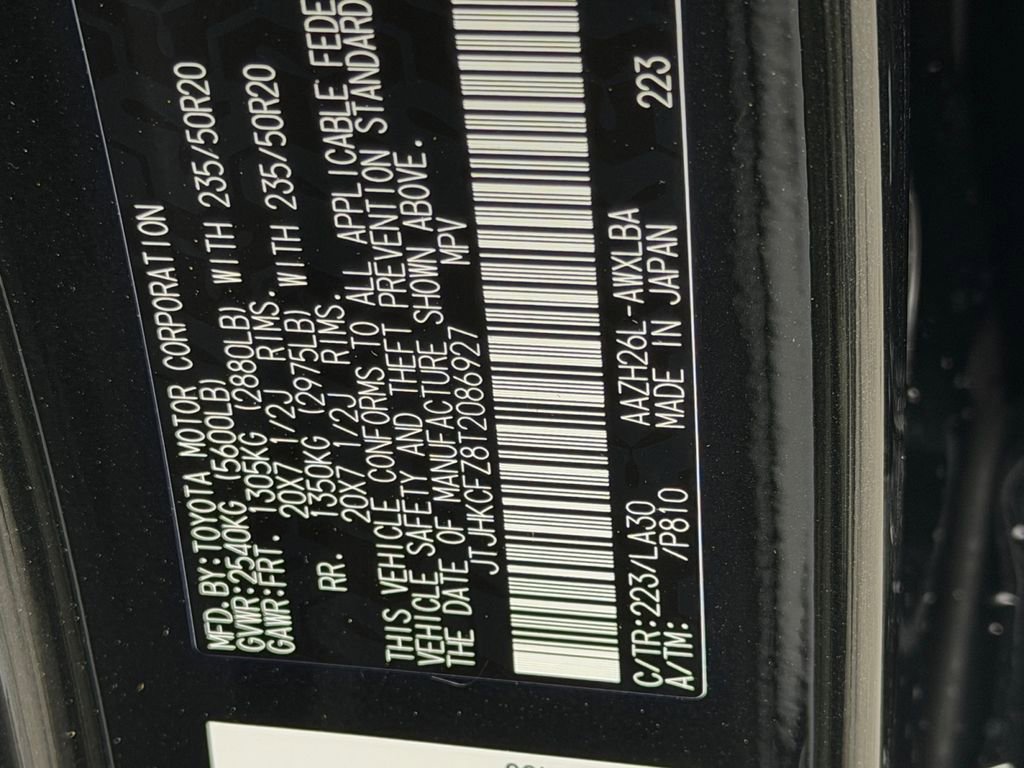 MFD. BY:TOYOTA MOTOR CORPORATION
GVWR:2540KG (5600LB)
GAWR:FRT. 1305KG (2880LB) WITH 235/50R20
20X7 1/2J RIMS.
RR. 1350KG (2975LB) WITH 235/50R20
20X7 1/2J RIMS.
THIS VEHICLE CONFORMS TO ALL APPLICABLE FEDE
VEHICLE SAFETY AND THEFT PREVENTION STANDARD
THE DATE OF MANUFACTURE SHOWN ABOVE.
JTJHKCFZ8T2086927 MPV
C/TR:223/LA30 AAZH26L-AWXLBA 223
A/TM: /P810 MADE IN JAPAN